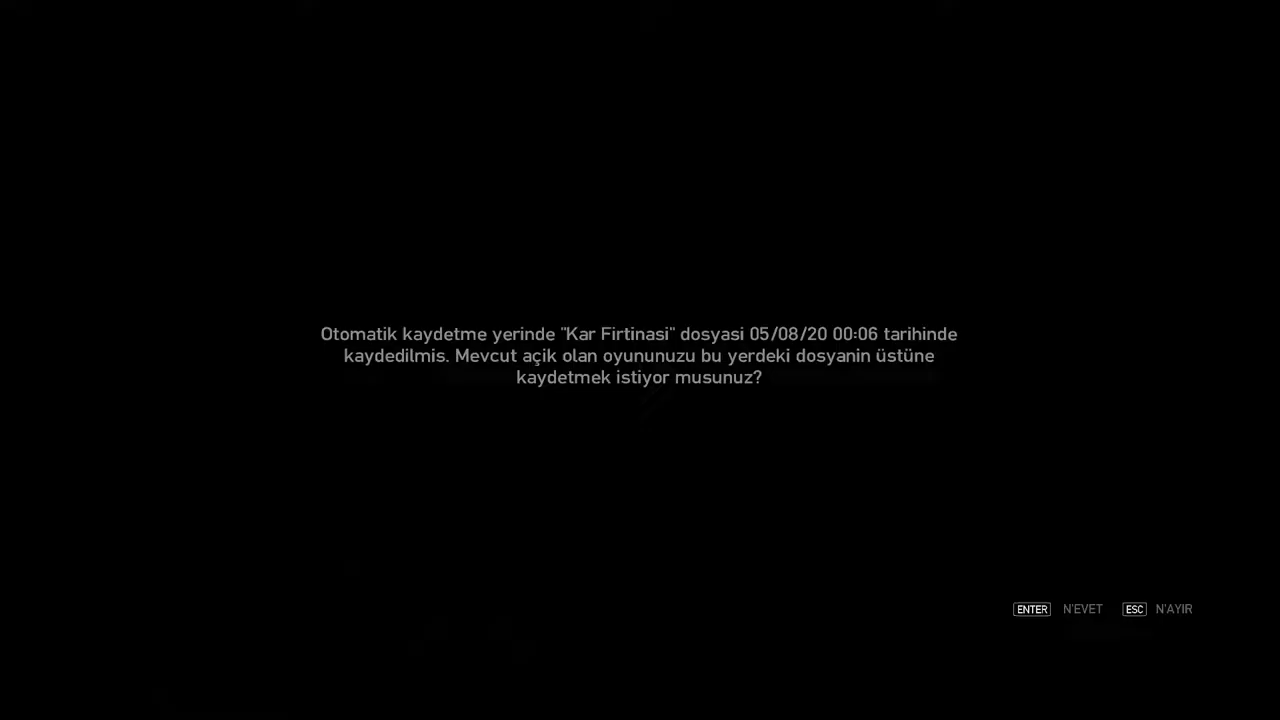 Otomatik kaydetme yerinde "Kar Firtinasi" dosyasi 05/08/20 00:06 tarihinde
kaydedilmis. Mevcut açik olan oyununuzu bu yerdeki dosyanin üstüne
kaydetmek istiyor musunuz?
ENTER N'EVET ESC N'AYIR